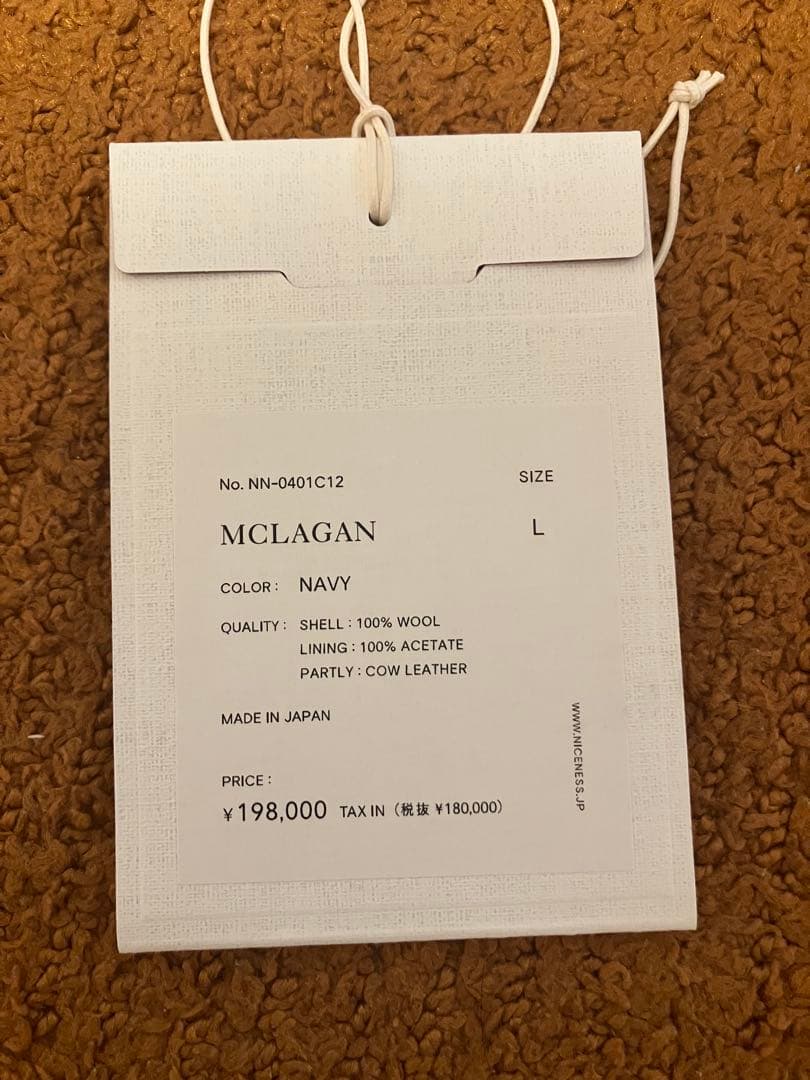 No. NN-0401C12
SIZE
MCLAGAN
L
COLOR : NAVY
QUALITY : SHELL : 100% WOOL
LINING : 100% ACETATE
PARTLY : COW LEATHER
MADE IN JAPAN
PRICE :
¥198,000 TAX IN (税抜 ¥180,000)
WWW.NICENESS.JP